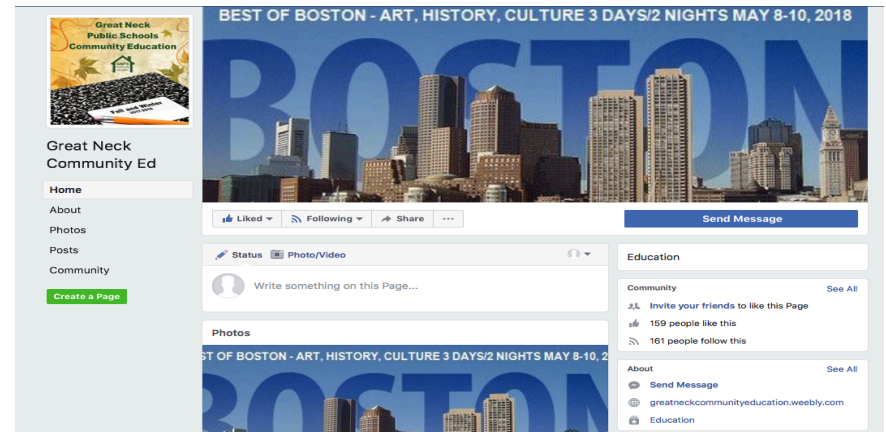 Great Neck
Public Schools
Community Education
Fall and Winter
2017-2018
Great Neck
Community Ed
Home
About
Photos
Posts
Community
Create a Page
BEST OF BOSTON - ART, HISTORY, CULTURE 3 DAYS/2 NIGHTS MAY 8-10, 2018
BOSTON
Liked
Following
Share
Send Message
Status
Photo/Video
Write something on this Page...
Photos
ST OF BOSTON - ART, HISTORY, CULTURE 3 DAYS/2 NIGHTS MAY 8-10, 2
BOSTON
Education
Community See All
Invite your friends to like this Page
159 people like this
161 people follow this
About See All
Send Message
greatneckcommunityeducation.weebly.com
Education